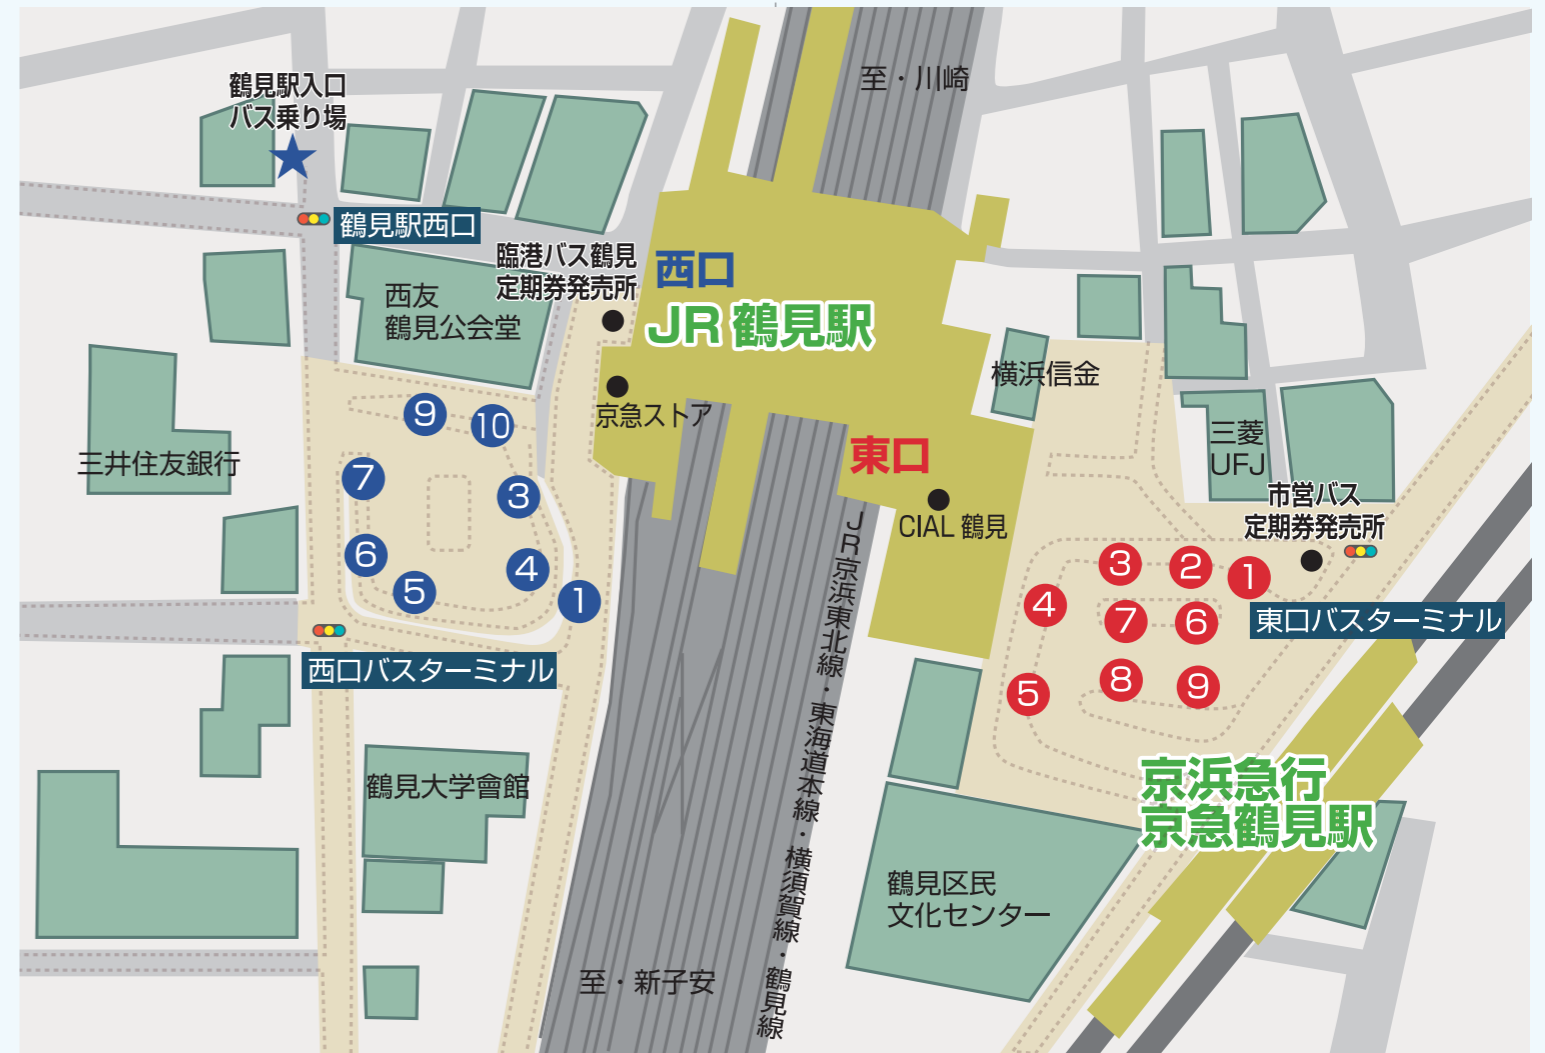 至・川崎
鶴見駅入口
バス乗り場
鶴見駅西口
臨港バス鶴見
定期券発売所
西口
JR 鶴見駅
西友
鶴見公会堂
横浜信金
京急ストア
三菱
UFJ
東口
三井住友銀行
CIAL 鶴見
市営バス
定期券発売所
9
10
7
3
6
4
5
1
3
2
1
4
7
6
5
8
9
東口バスターミナル
西口バスターミナル
JR京浜東北線・東海道本線・横須賀線・鶴見線
鶴見大学會館
京浜急行
京急鶴見駅
鶴見区民
文化センター
至・新子安